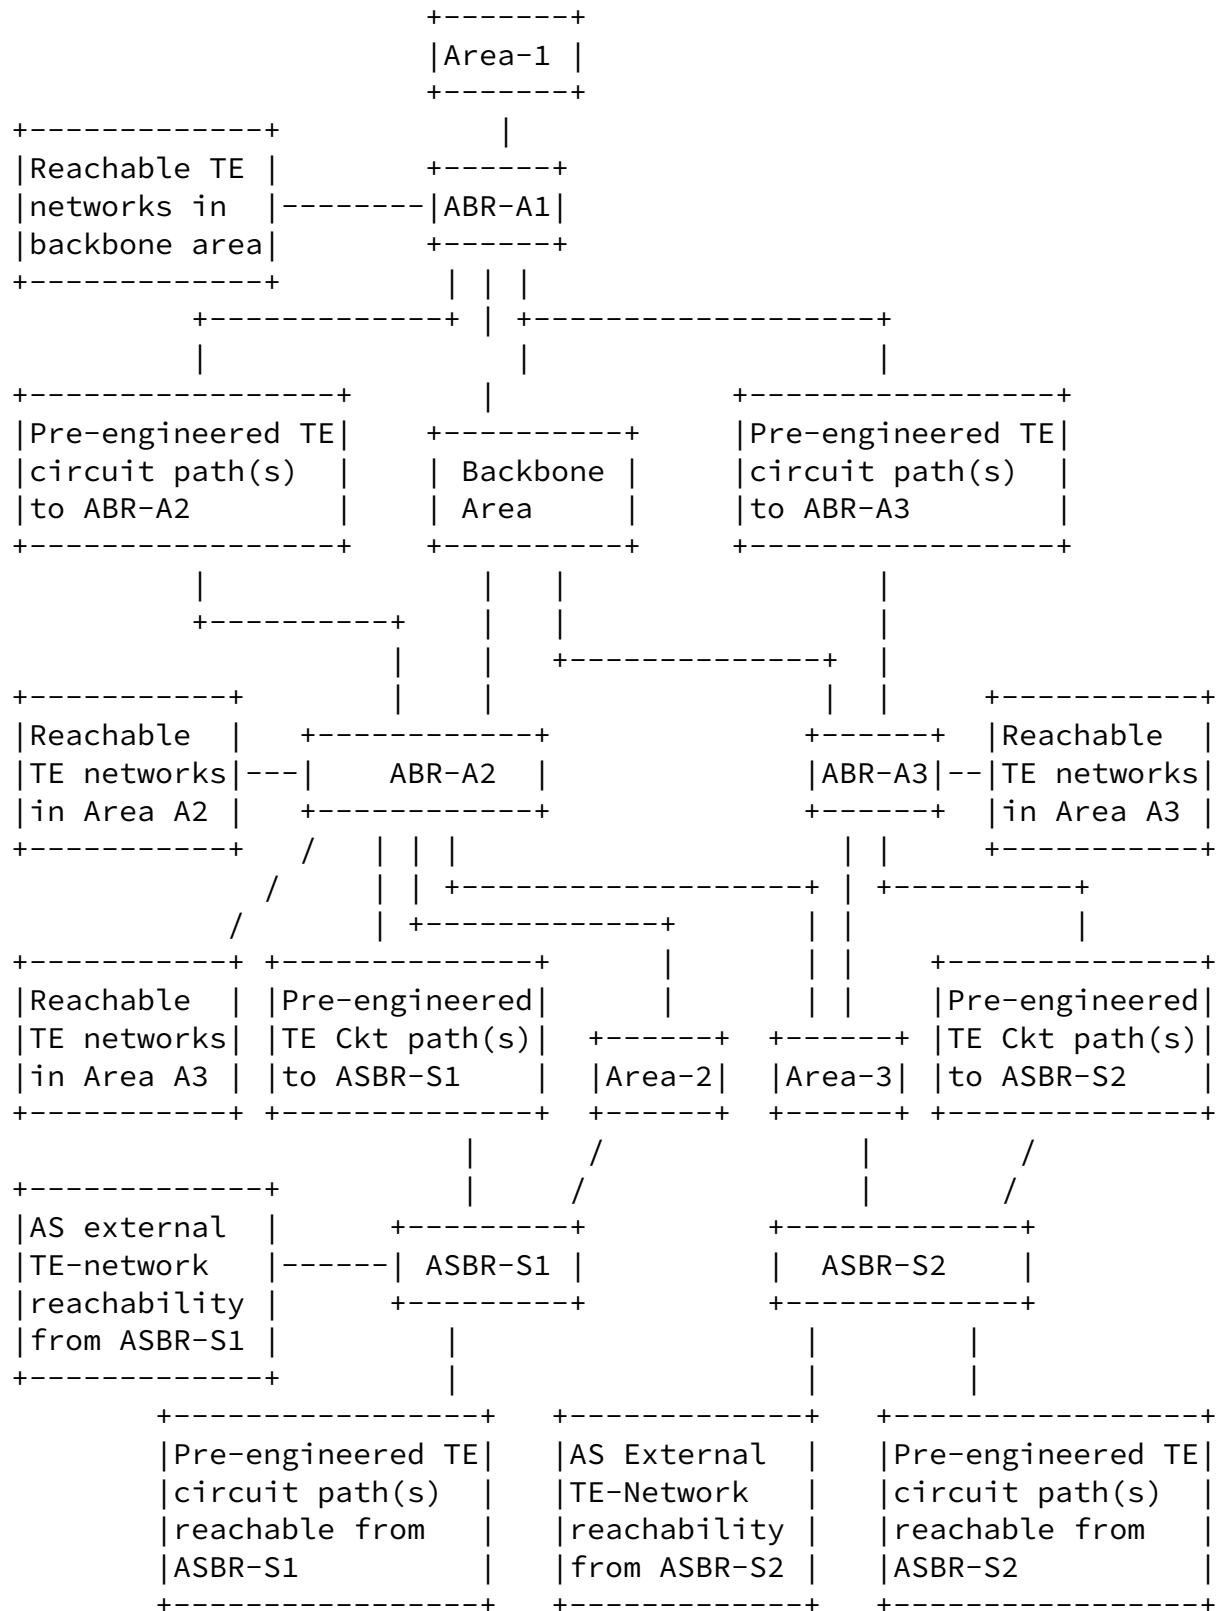 Area-1
Reachable TE
networks in
backbone area
ABR-A1
Pre-engineered TE
circuit path(s)
to ABR-A2
Backbone
Area
Pre-engineered TE
circuit path(s)
to ABR-A3
Reachable
TE networks
in Area A2
ABR-A2
ABR-A3
Reachable
TE networks
in Area A3
Reachable
TE networks
in Area A3
Pre-engineered
TE Ckt path(s)
to ASBR-S1
Area-2
Area-3
Pre-engineered
TE Ckt path(s)
to ASBR-S2
AS external
TE-network
reachability
from ASBR-S1
ASBR-S1
ASBR-S2
Pre-engineered TE
circuit path(s)
reachable from
ASBR-S1
AS External
TE-Network
reachability
from ASBR-S2
Pre-engineered TE
circuit path(s)
reachable from
ASBR-S2